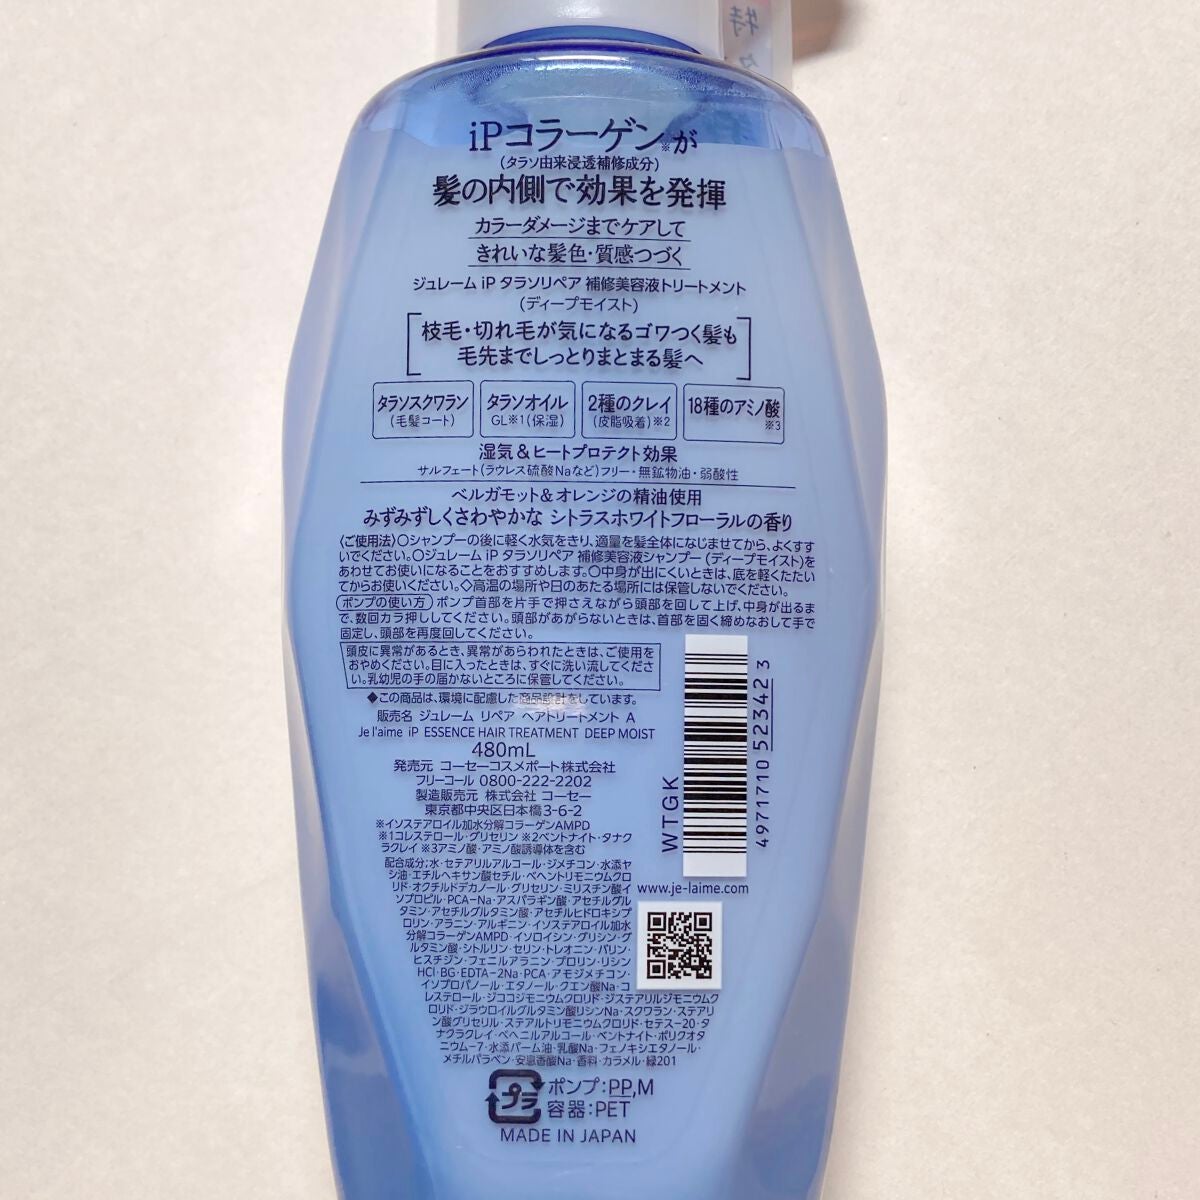 特
iPコラーゲン※が
(タラソ由来浸透補修成分)
髪の内側で効果を発揮
カラーダメージまでケアして
きれいな髪色・質感つづく
ジュレーム iP タラソリペア 補修美容液トリートメント
(ディープモイスト)
枝毛・切れ毛が気になるゴワつく髪も
毛先までしっとりまとまる髪へ
タラソスクワラン
(毛髪コート)
タラソオイル
GL※1(保湿)
2種のクレイ
(皮脂吸着)※2
18種のアミノ酸
※3
湿気&ヒートプロテクト効果
サルフェート(ラウレス硫酸Naなど)フリー・無鉱物油・弱酸性
ベルガモット&オレンジの精油使用
みずみずしくさわやかな シトラスホワイトフローラルの香り
〈ご使用法〉○シャンプーの後に軽く水気をきり、適量を髪全体になじませてから、よくすす
いでください。○ジュレーム iP タラソリペア 補修美容液シャンプー(ディープモイスト)を
あわせてお使いになることをおすすめします。○中身が出にくいときは、底を軽くたたい
てからお使いください。◇高温の場所や日のあたる場所には保管しないでください。
ポンプの使い方 ポンプ首部を片手で押さえながら頭部を回して上げ、中身が出るま
で、数回カラ押ししてください。頭部があがらないときは、首部を固く締めなおして手で
固定し、頭部を再度回してください。
頭皮に異常があるとき、異常があらわれたときは、ご使用を
おやめください。目に入ったときは、すぐに洗い流してくださ
い。乳幼児の手の届かないところに保管してください。
◆この商品は、環境に配慮した商品設計をしています。
販売名 ジュレーム リペア ヘアトリートメント A
Je l'aime iP ESSENCE HAIR TREATMENT DEEP MOIST
480mL
発売元 コーセーコスメポート株式会社
フリーコール 0800-222-2202
製造販売元 株式会社 コーセー
東京都中央区日本橋3-6-2
※イソステアロイル加水分解コラーゲンAMPD
※1コレステロール・グリセリン ※2ベントナイト・タナク
ラクレイ ※3アミノ酸・アミノ酸誘導体を含む
配合成分;水・セテアリルアルコール・ジメチコン・水添ヤ
シ油・エチルヘキサン酸セチル・ベヘントリモニウムクロ
リド・オクチルドデカノール・グリセリン・ミリスチン酸イ
ソプロピル・PCA-Na・アスパラギン酸・アセチルグル
タミン・アセチルグルタミン酸・アセチルヒドロキシプ
ロリン・アラニン・アルギニン・イソステアロイル加水
分解コラーゲンAMPD・イソロイシン・グリシン・グ
ルタミン酸・シトルリン・セリン・トレオニン・バリン・
ヒスチジン・フェニルアラニン・プロリン・リシン
HCl・BG・EDTA-2Na・PCA・アモジメチコン・
イソプロパノール・エタノール・クエン酸Na・コ
レステロール・ジココジモニウムクロリド・ジステアリルジモニウムク
ロリド・ジラウロイルグルタミン酸リシンNa・スクワラン・ステアリ
ン酸グリセリル・ステアルトリモニウムクロリド・セテス-20・タ
ナクラクレイ・ベヘニルアルコール・ベントナイト・ポリクオタ
ニウム-7・水添パーム油・乳酸Na・フェノキシエタノール・
メチルパラベン・安息香酸Na・香料・カラメル・緑201
WTGK
4971710 523423
www.je-laime.com
プラ
ポンプ:PP,M
容器:PET
MADE IN JAPAN